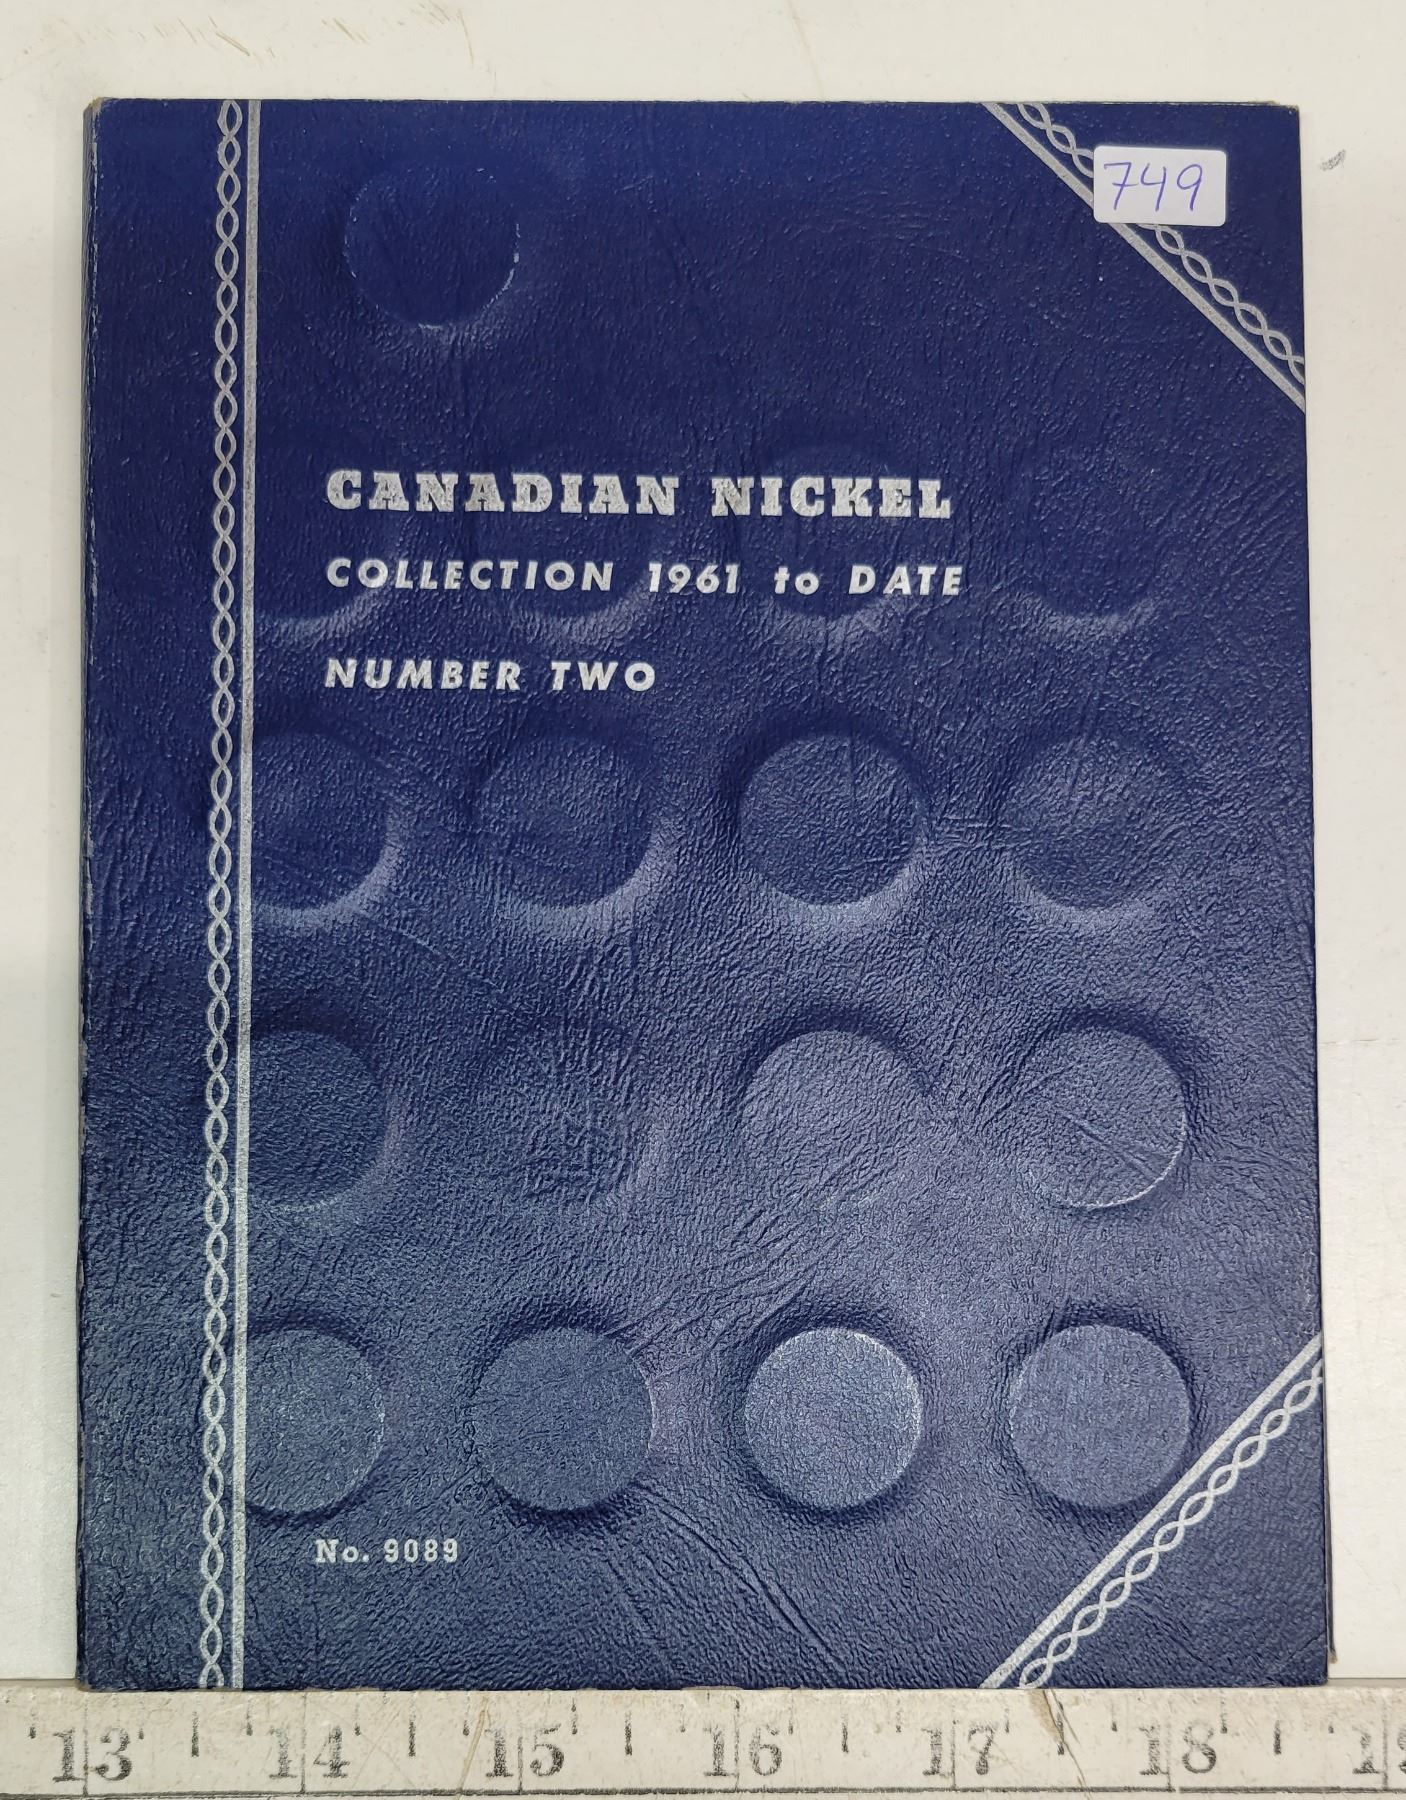 749
CANADIAN NICKEL
COLLECTION 1961 to DATE
NUMBER TWO
No. 9089
13 14 15 16 17 18